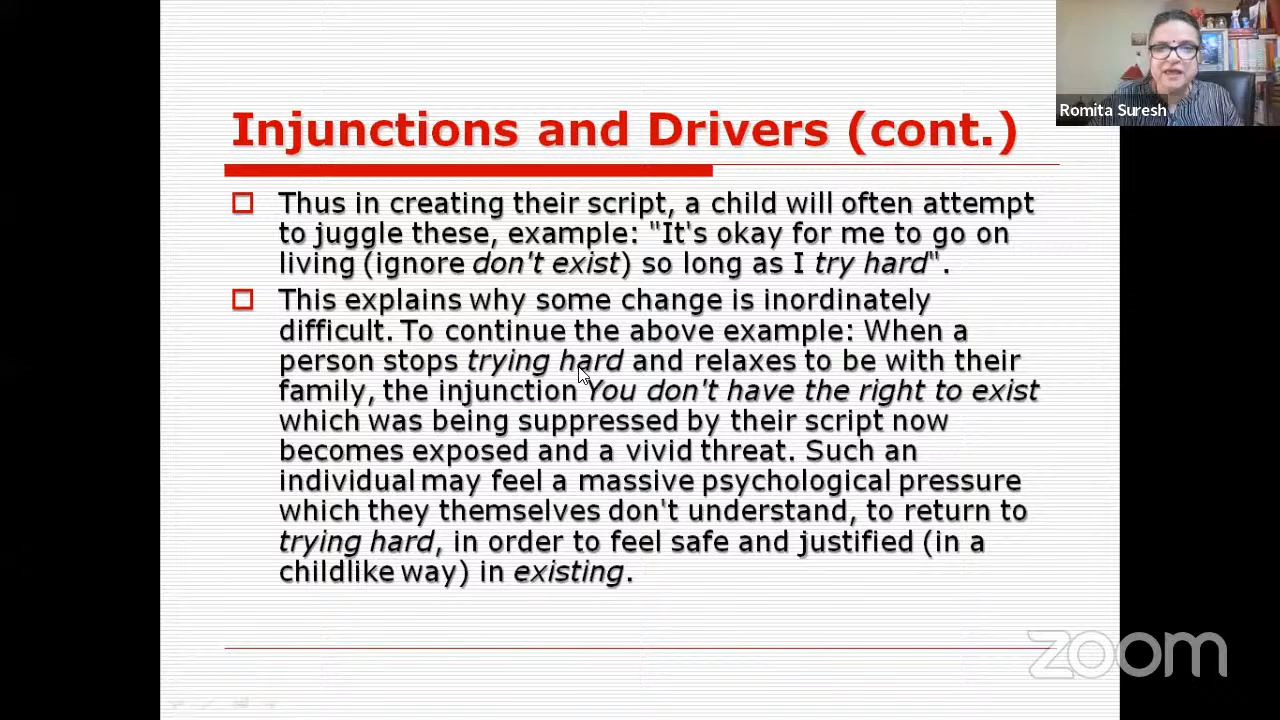 Romita Suresh
Injunctions and Drivers (cont.)
Thus in creating their script, a child will often attempt
to juggle these, example: "It's okay for me to go on
living (ignore don't exist) so long as I try hard".
This explains why some change is inordinately
difficult. To continue the above example: When a
person stops trying hard and relaxes to be with their
family, the injunction You don't have the right to exist
which was being suppressed by their script now
becomes exposed and a vivid threat. Such an
individual may feel a massive psychological pressure
which they themselves don't understand, to return to
trying hard, in order to feel safe and justified (in a
childlike way) in existing.
zoom